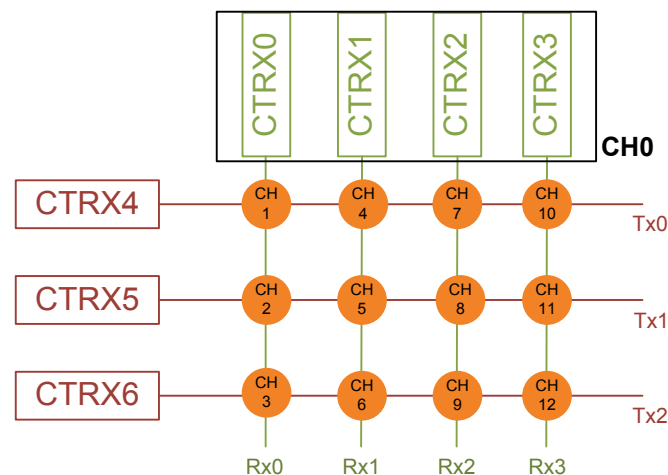 CTRX0
CTRX1
CTRX2
CTRX3
CH0
CTRX4
CH
1
CH
4
CH
7
CH
10
Tx0
CTRX5
CH
2
CH
5
CH
8
CH
11
Tx1
CTRX6
CH
3
CH
6
CH
9
CH
12
Tx2
Rx0
Rx1
Rx2
Rx3